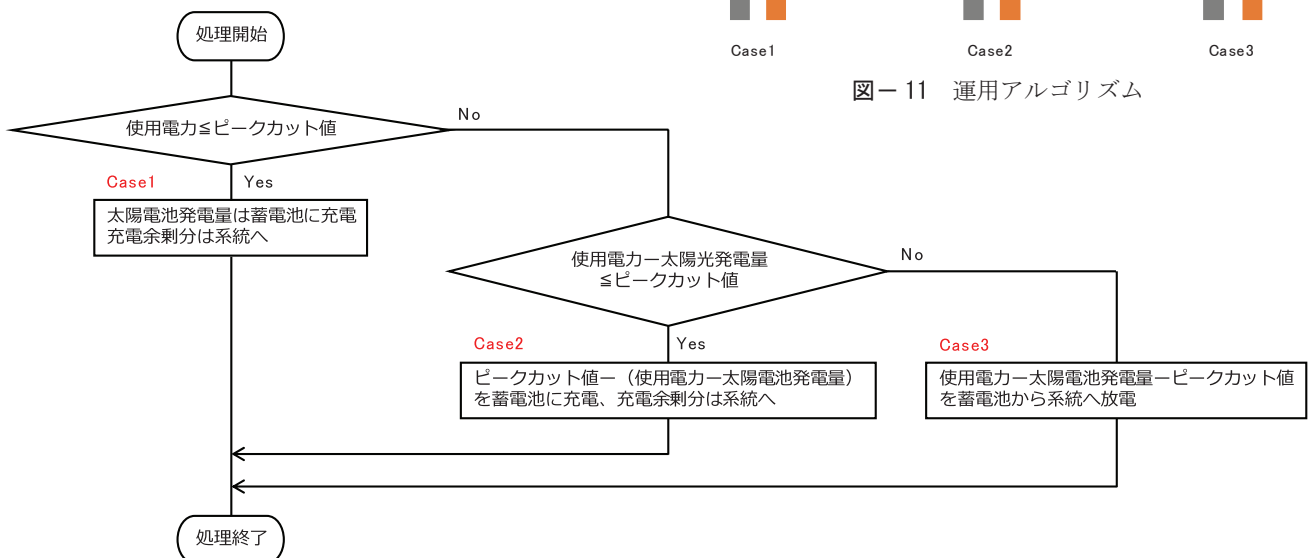 処理開始
Case1
Case2
Case3
図－11　運用アルゴリズム
使用電力≦ピークカット値
No
Case1
Yes
太陽電池発電量は蓄電池に充電
充電余剰分は系統へ
使用電力ー太陽光発電量
≦ピークカット値
No
Case2
Yes
Case3
ピークカット値ー（使用電力ー太陽電池発電量）
を蓄電池に充電、充電余剰分は系統へ
使用電力ー太陽電池発電量ーピークカット値
を蓄電池から系統へ放電
処理終了